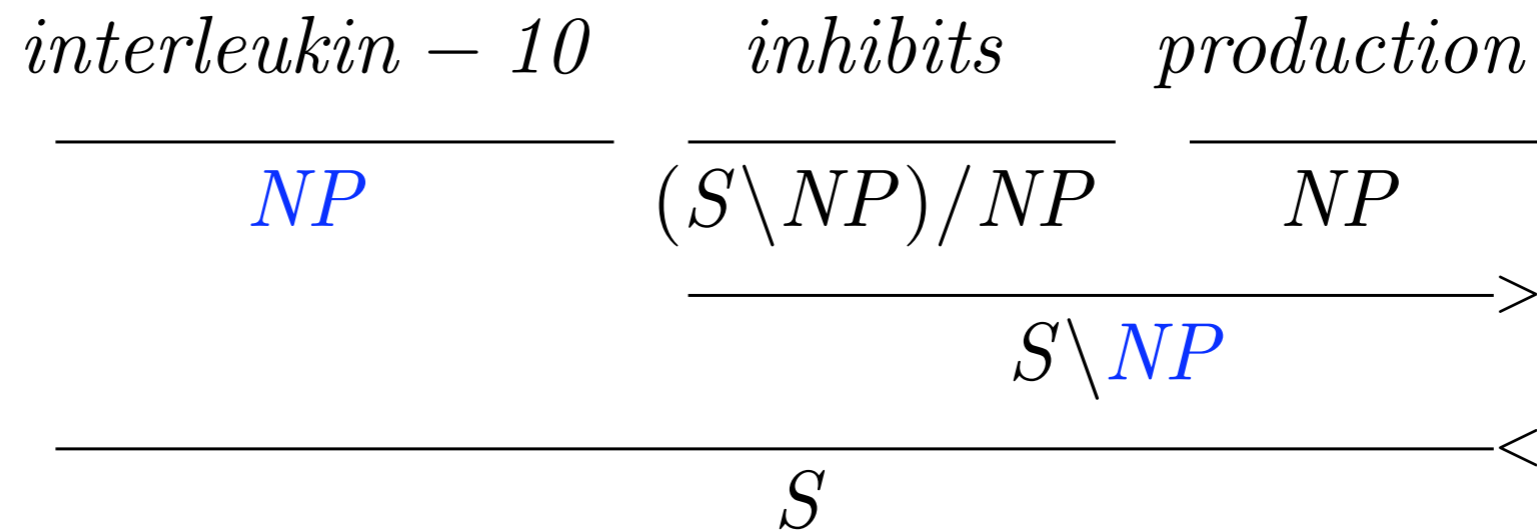 interleukin − 10 inhibits production
NP (S\NP)/NP NP
>
S\NP
<
S